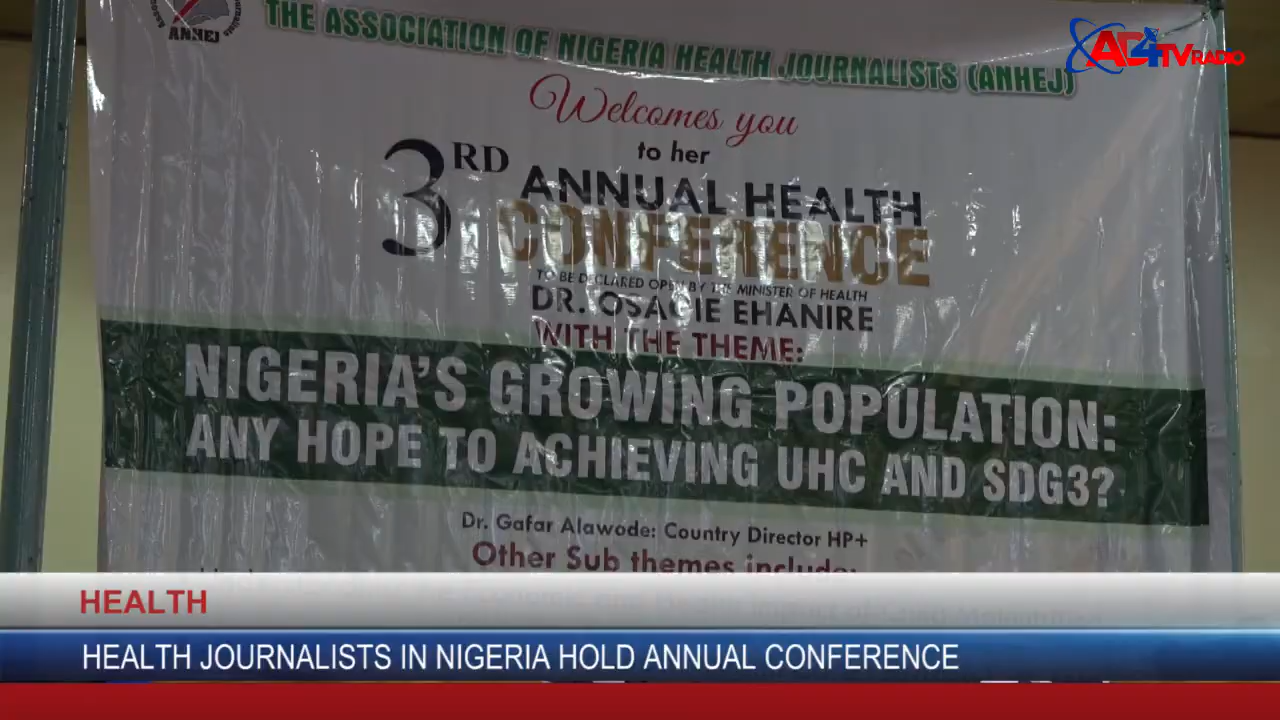 ANHEJ
THE ASSOCIATION OF NIGERIA HEALTH JOURNALISTS (ANHEJ)
AC4TV RADIO
Welcomes you
to her
3RD ANNUAL HEALTH
CONFERENCE
TO BE DECLARED OPEN BY THE MINISTER OF HEALTH
DR. OSAGIE EHANIRE
WITH THE THEME:
NIGERIA'S GROWING POPULATION:
ANY HOPE TO ACHIEVING UHC AND SDG3?
Dr. Gafar Alawode: Country Director HP+
Other Sub themes include:
HEALTH
HEALTH JOURNALISTS IN NIGERIA HOLD ANNUAL CONFERENCE